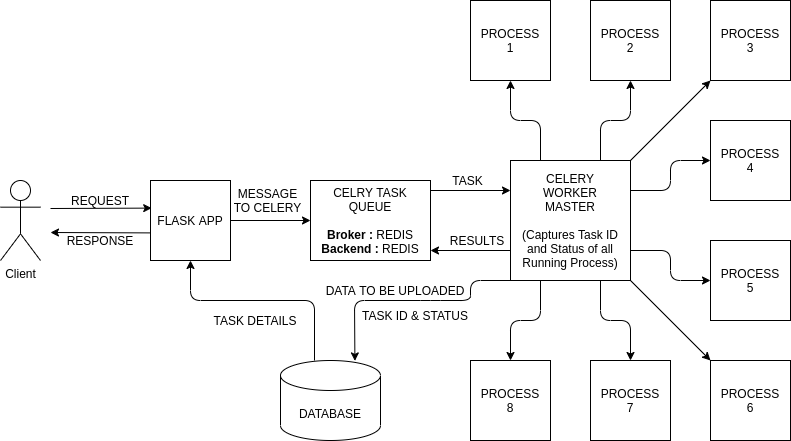 PROCESS
1
PROCESS
2
PROCESS
3
PROCESS
4
CELERY
WORKER
MASTER
(Captures Task ID
and Status of all
Running Process)
TASK
CELRY TASK
QUEUE
Broker : REDIS
Backend : REDIS
MESSAGE
TO CELERY
REQUEST
FLASK APP
RESPONSE
RESULTS
Client
PROCESS
5
DATA TO BE UPLOADED
TASK ID & STATUS
TASK DETAILS
DATABASE
PROCESS
8
PROCESS
7
PROCESS
6